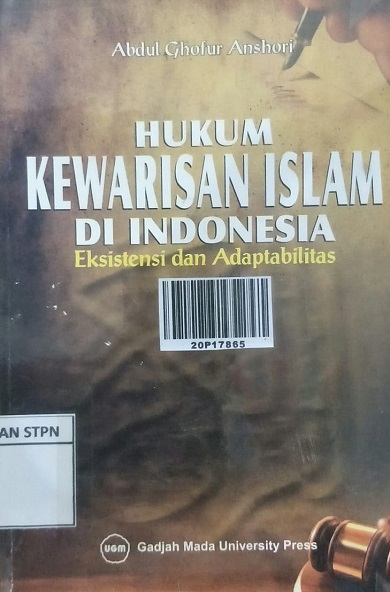 Abdul Ghofur Anshori
HUKUM
KEWARISAN ISLAM
DI INDONESIA
Eksistensi dan Adaptabilitas
20P17865
AN STPN
UGM Gadjah Mada University Press